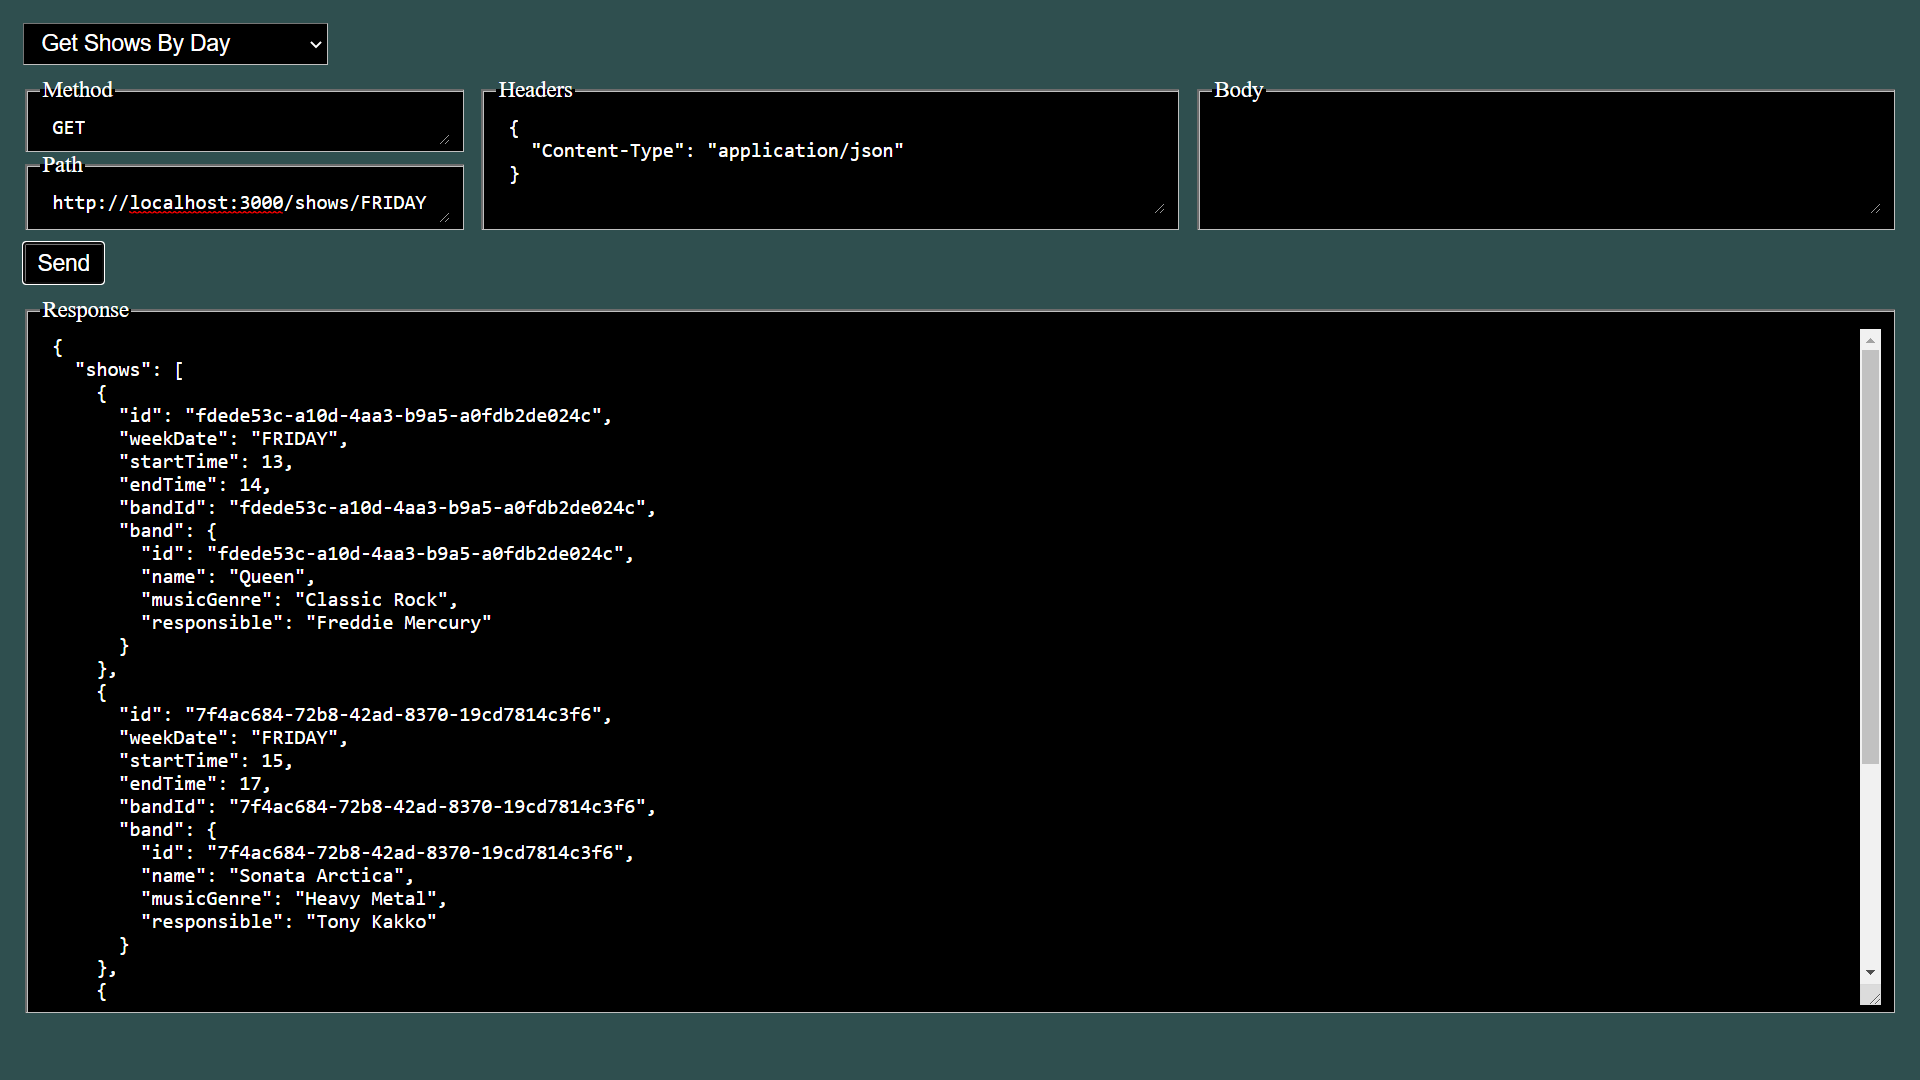 Get Shows By Day
Method
GET
Path
http://localhost:3000/shows/FRIDAY
Headers
{
  "Content-Type": "application/json"
}
Body
Send
Response
{
  "shows": [
    {
      "id": "fdede53c-a10d-4aa3-b9a5-a0fdb2de024c",
      "weekDate": "FRIDAY",
      "startTime": 13,
      "endTime": 14,
      "bandId": "fdede53c-a10d-4aa3-b9a5-a0fdb2de024c",
      "band": {
        "id": "fdede53c-a10d-4aa3-b9a5-a0fdb2de024c",
        "name": "Queen",
        "musicGenre": "Classic Rock",
        "responsible": "Freddie Mercury"
      }
    },
    {
      "id": "7f4ac684-72b8-42ad-8370-19cd7814c3f6",
      "weekDate": "FRIDAY",
      "startTime": 15,
      "endTime": 17,
      "bandId": "7f4ac684-72b8-42ad-8370-19cd7814c3f6",
      "band": {
        "id": "7f4ac684-72b8-42ad-8370-19cd7814c3f6",
        "name": "Sonata Arctica",
        "musicGenre": "Heavy Metal",
        "responsible": "Tony Kakko"
      }
    },
    {